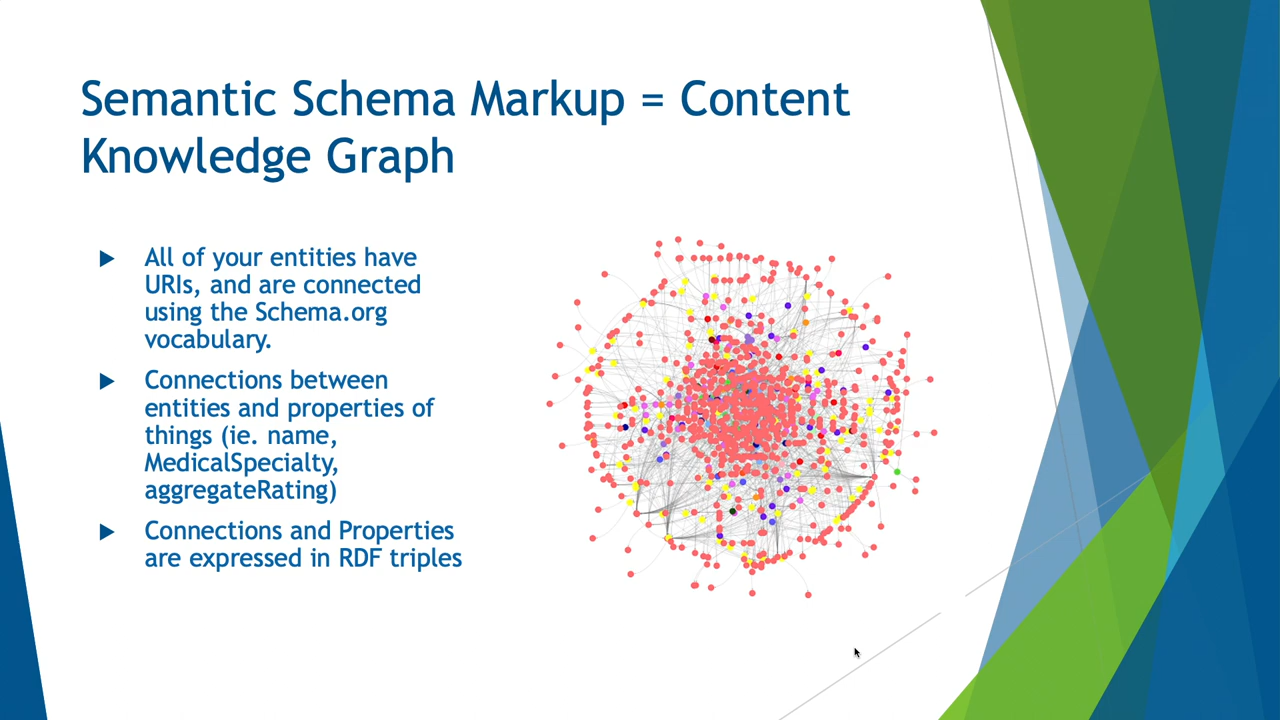 Semantic Schema Markup = Content
Knowledge Graph
All of your entities have
URIs, and are connected
using the Schema.org
vocabulary.
Connections between
entities and properties of
things (ie. name,
MedicalSpecialty,
aggregateRating)
Connections and Properties
are expressed in RDF triples